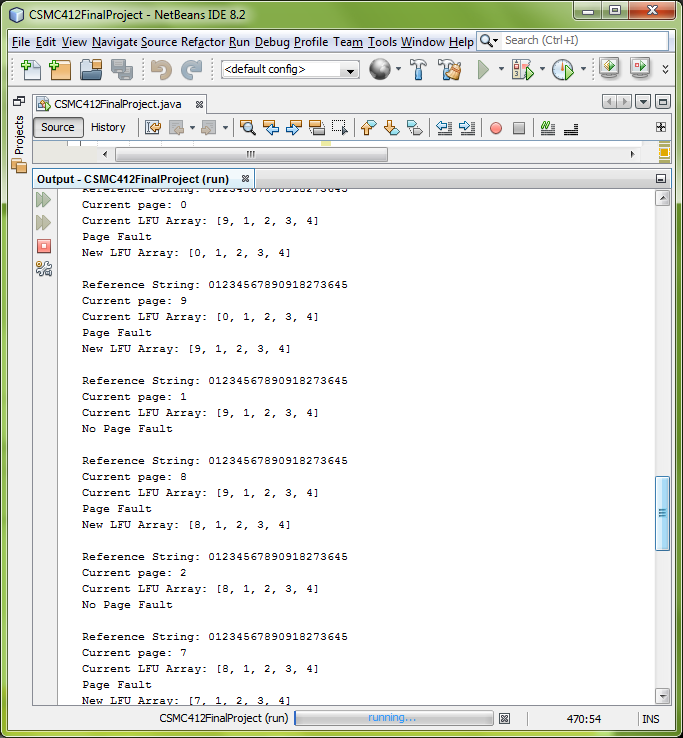 CSMC412FinalProject - NetBeans IDE 8.2
File Edit View Navigate Source Refactor Run Debug Profile Team Tools Window Help Search (Ctrl+I)
<default config>
Projects
CSMC412FinalProject.java
Source History
Output - CSMC412FinalProject (run)
Reference String: 01234567890918273645
Current page: 0
Current LFU Array: [9, 1, 2, 3, 4]
Page Fault
New LFU Array: [0, 1, 2, 3, 4]
Reference String: 01234567890918273645
Current page: 9
Current LFU Array: [0, 1, 2, 3, 4]
Page Fault
New LFU Array: [9, 1, 2, 3, 4]
Reference String: 01234567890918273645
Current page: 1
Current LFU Array: [9, 1, 2, 3, 4]
No Page Fault
Reference String: 01234567890918273645
Current page: 8
Current LFU Array: [9, 1, 2, 3, 4]
Page Fault
New LFU Array: [8, 1, 2, 3, 4]
Reference String: 01234567890918273645
Current page: 2
Current LFU Array: [8, 1, 2, 3, 4]
No Page Fault
Reference String: 01234567890918273645
Current page: 7
Current LFU Array: [8, 1, 2, 3, 4]
Page Fault
New LFU Array: [7, 1, 2, 3, 4]
CSMC412FinalProject (run) running... 470:54 INS